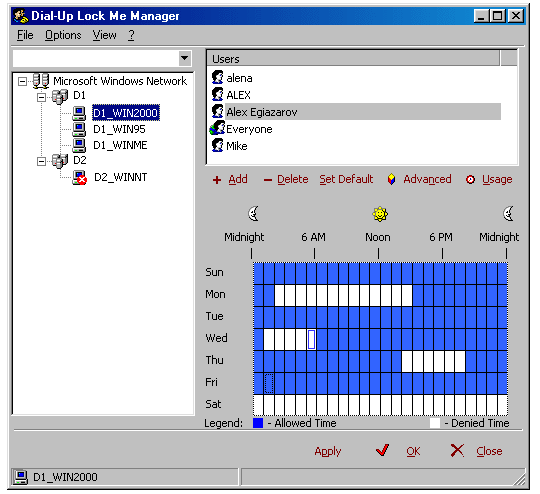 Dial-Up Lock Me Manager
File Options View ?
Microsoft Windows Network
D1
D1_WIN2000
D1_WIN95
D1_WINME
D2
D2_WINNT
Users
alena
ALEX
Alex Egiazarov
Everyone
Mike
Add Delete Set Default Advanced Usage
Midnight 6 AM Noon 6 PM Midnight
Sun
Mon
Tue
Wed
Thu
Fri
Sat
Legend: - Allowed Time - Denied Time
Apply OK Close
D1_WIN2000